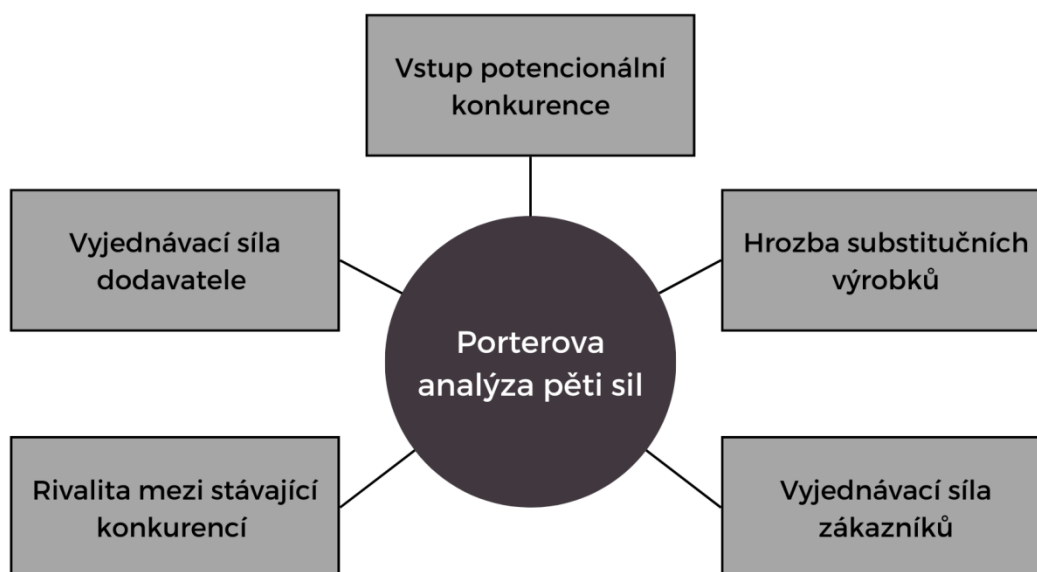 Vstup potencionální
konkurence
Vyjednávací síla
dodavatele
Hrozba substitučních
výrobků
Porterova
analýza pěti sil
Rivalita mezi stávající
konkurencí
Vyjednávací síla
zákazníků